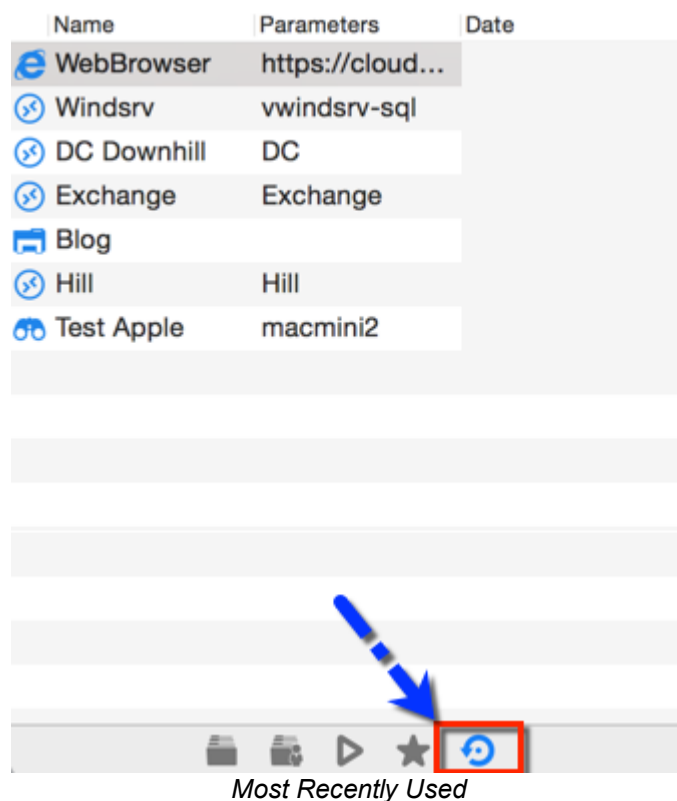 Name Parameters Date
WebBrowser https://cloud...
Windsrv vwindsrv-sql
DC Downhill DC
Exchange Exchange
Blog
Hill Hill
Test Apple macmini2
Most Recently Used